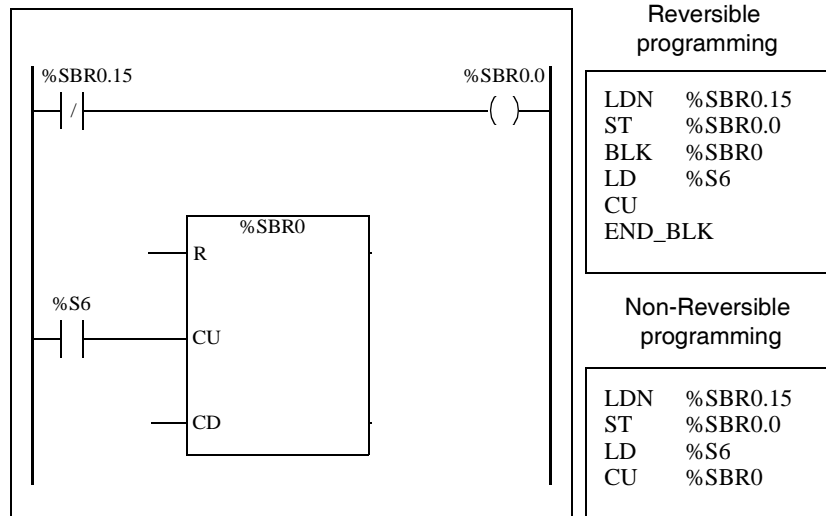 %SBR0.15
%SBR0.0
/
( )
%SBR0
R
%S6
CU
CD
Reversible
programming
LDN %SBR0.15
ST %SBR0.0
BLK %SBR0
LD %S6
CU
END_BLK
Non-Reversible
programming
LDN %SBR0.15
ST %SBR0.0
LD %S6
CU %SBR0